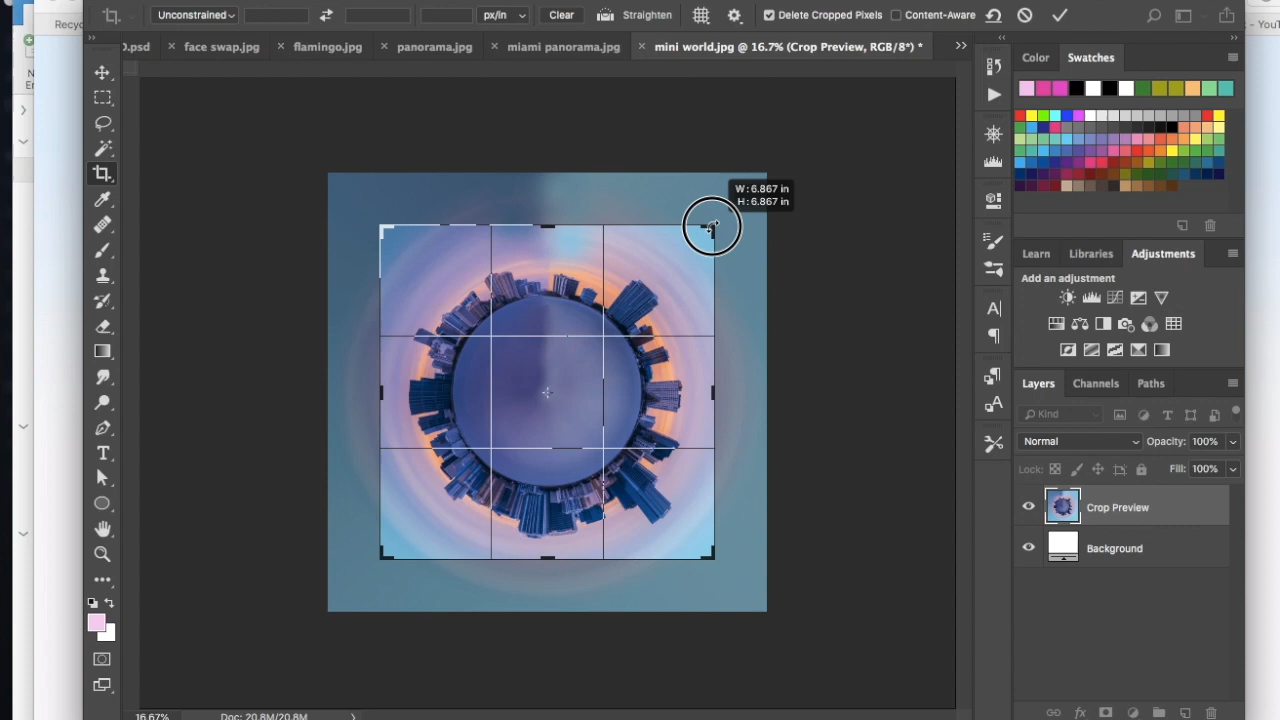 Unconstrained
px/in
Clear
Straighten
Delete Cropped Pixels
Content-Aware
Recyc
YouT
0.psd
face swap.jpg
flamingo.jpg
panorama.jpg
miami panorama.jpg
mini world.jpg @ 16.7% (Crop Preview, RGB/8*) *
Color
Swatches
W: 6.867 in
H: 6.867 in
Learn
Libraries
Adjustments
Add an adjustment
Layers
Channels
Paths
Kind
Normal
Opacity: 100%
Lock:
Fill: 100%
Crop Preview
Background
16.67%
Doc: 20.8M/20.8M